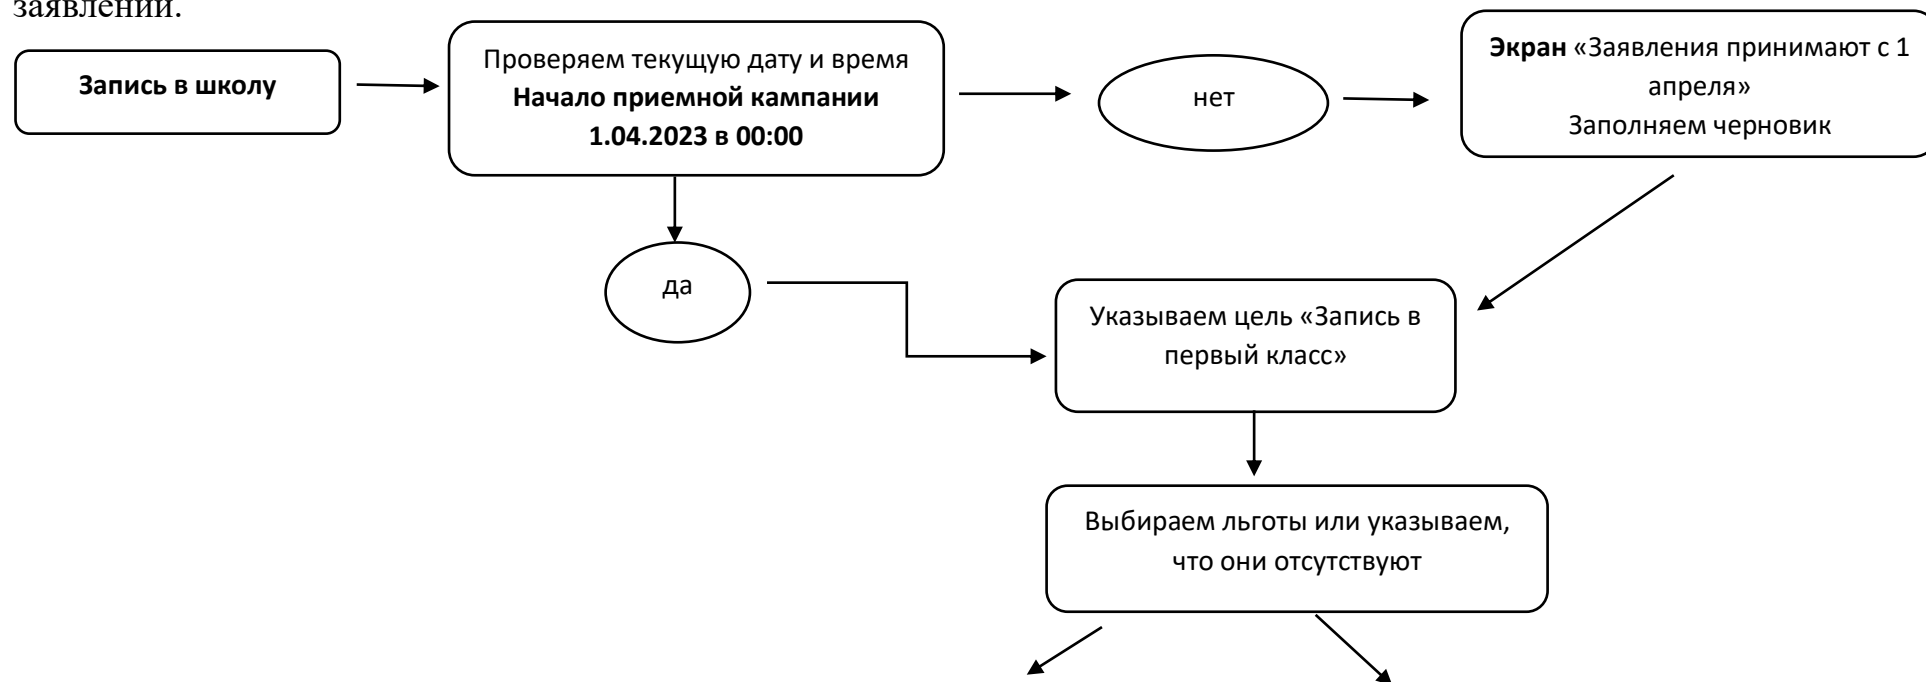 заявлений.
Запись в школу
Проверяем текущую дату и время
Начало приемной кампании
1.04.2023 в 00:00
нет
Экран «Заявления принимают с 1
апреля»
Заполняем черновик
да
Указываем цель «Запись в
первый класс»
Выбираем льготы или указываем,
что они отсутствуют